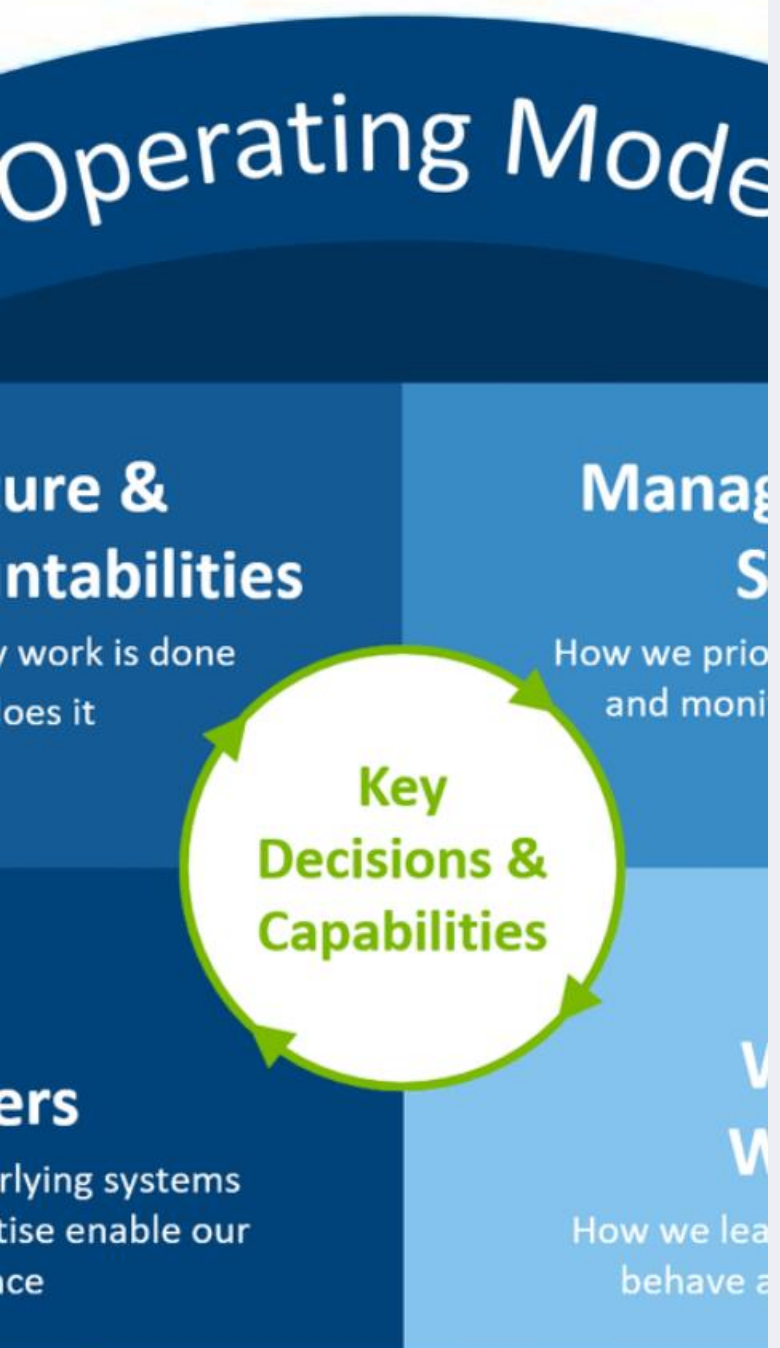 Operating Mode
ure &
ntabilities
y work is done
oes it
Manag
S
How we prio
and moni
Key
Decisions &
Capabilities
ers
rlying systems
tise enable our
nce
W
How we lea
behave a